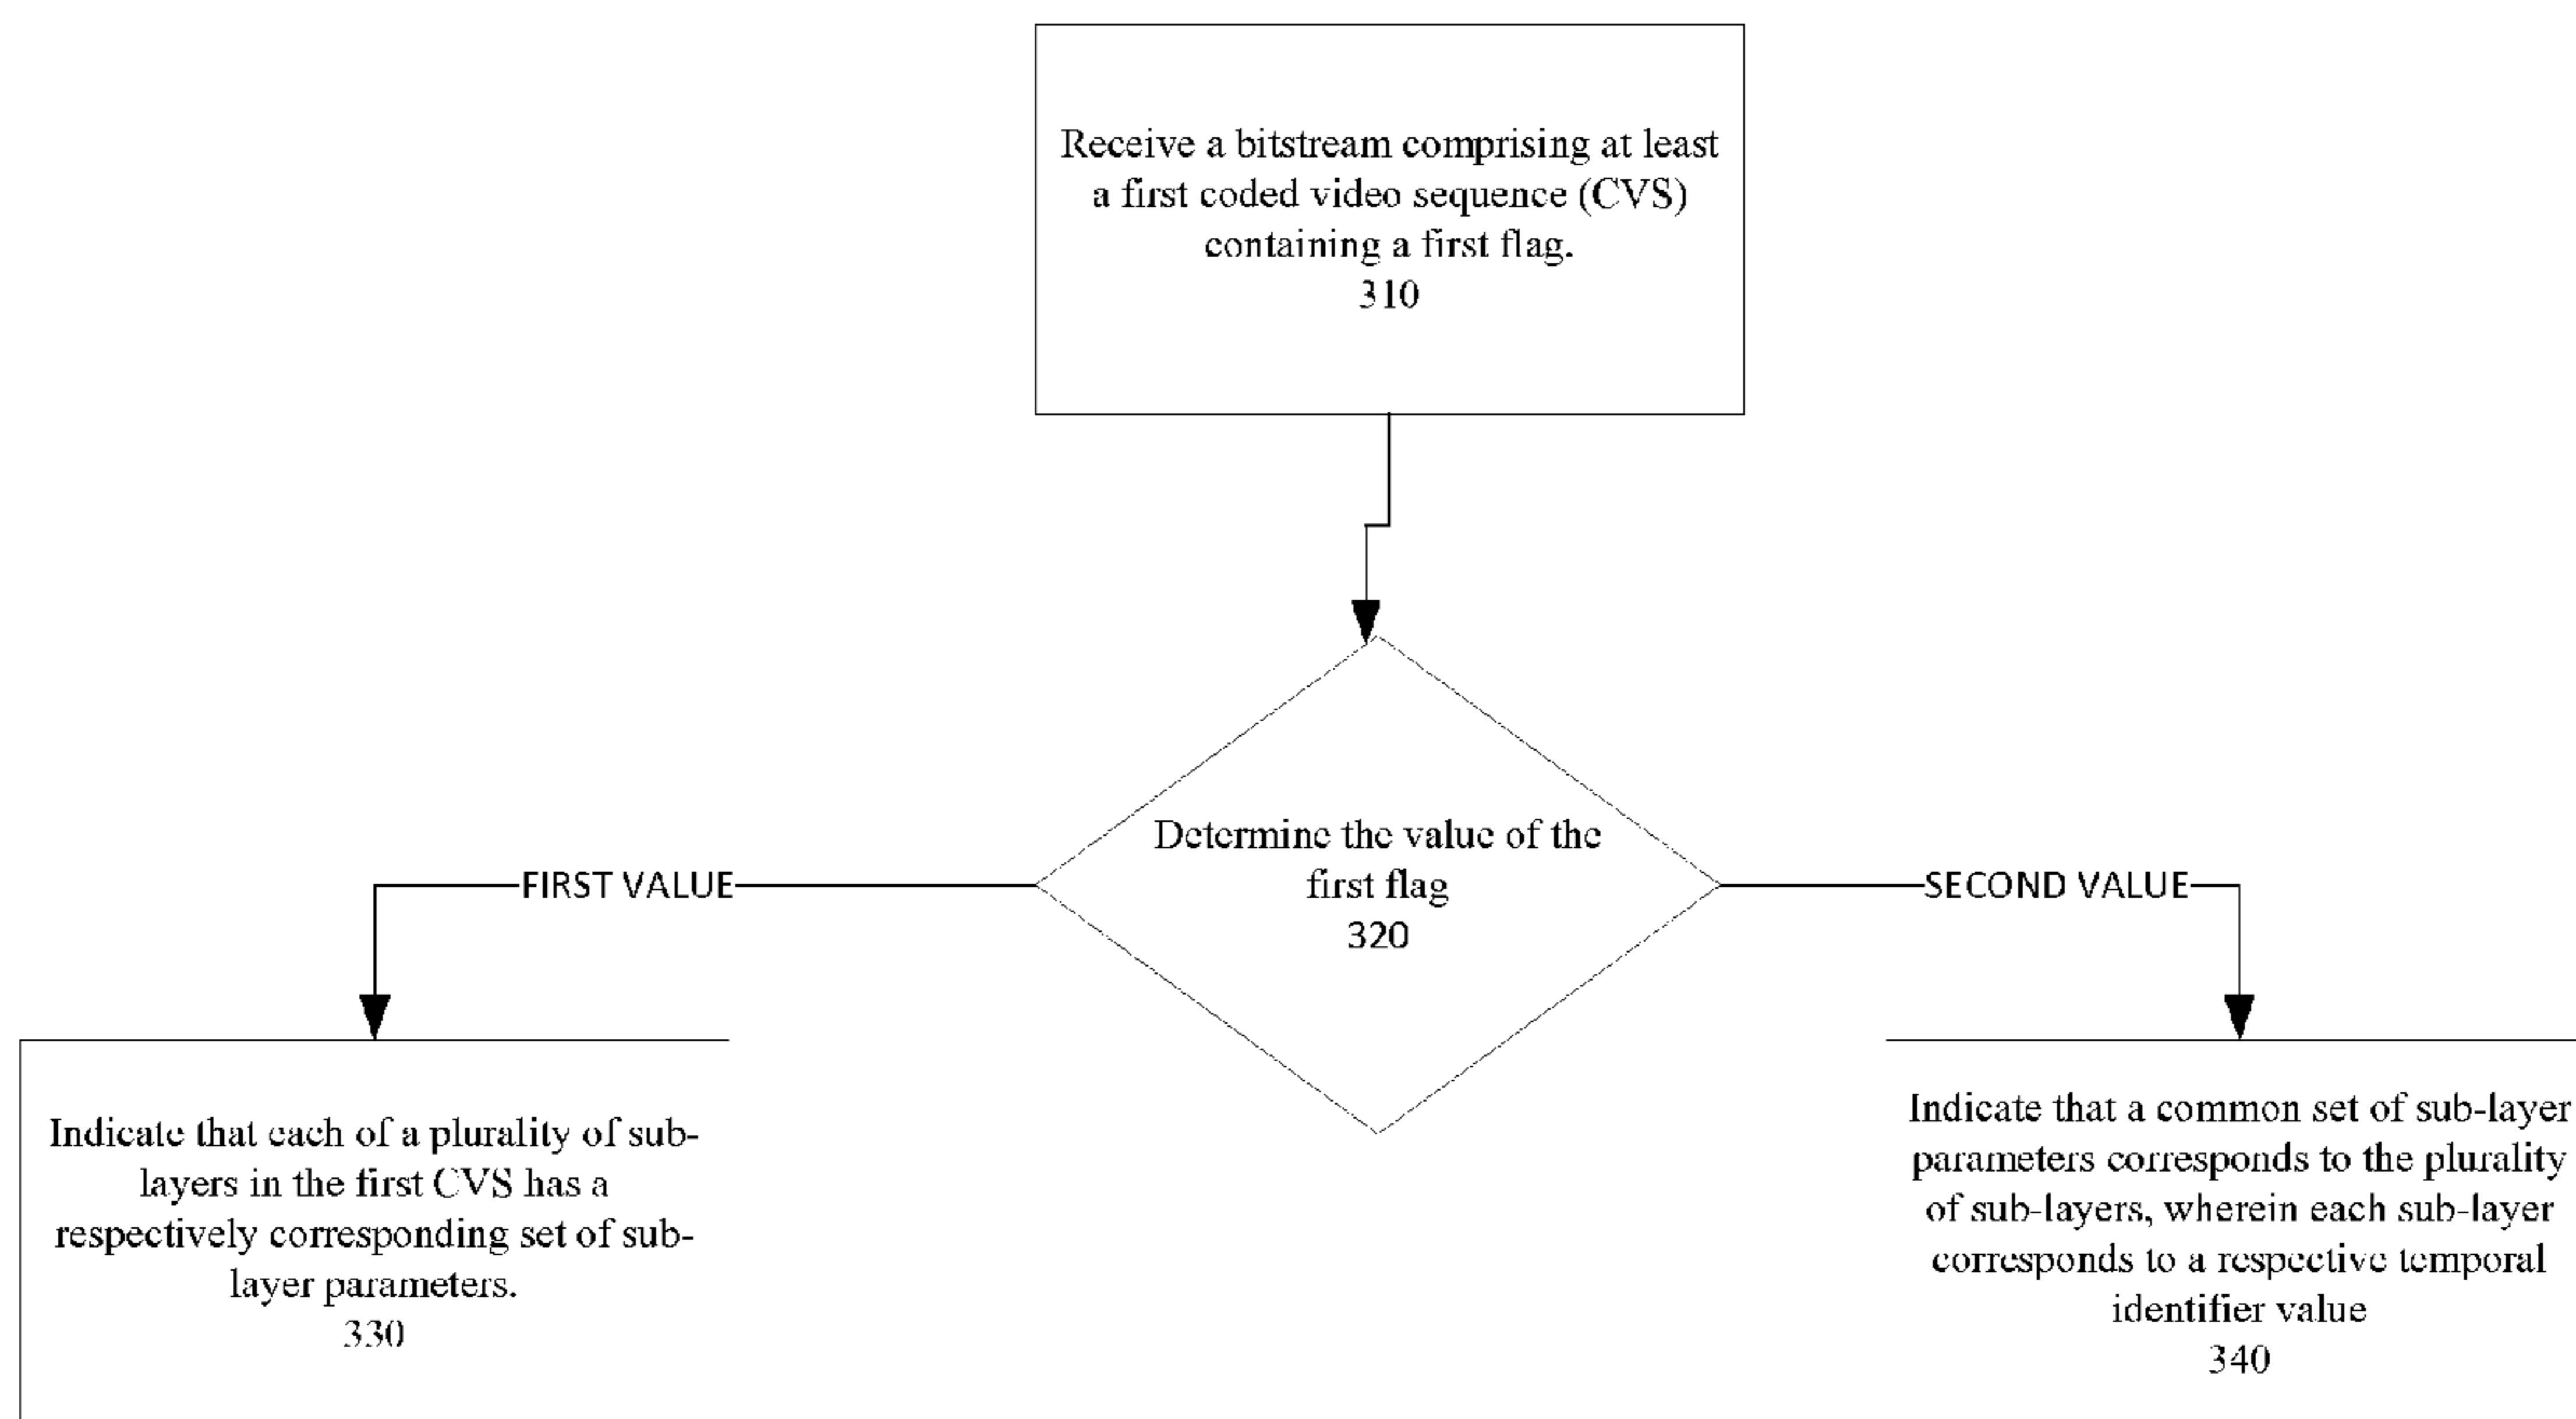 Receive a bitstream comprising at least
a first coded video sequence (CVS)
containing a first flag.
310
Determine the value of the
first flag
320
FIRST VALUE
SECOND VALUE
Indicate that each of a plurality of sub-
layers in the first CVS has a
respectively corresponding set of sub-
layer parameters.
330
Indicate that a common set of sub-layer
parameters corresponds to the plurality
of sub-layers, wherein each sub-layer
corresponds to a respective temporal
identifier value
340